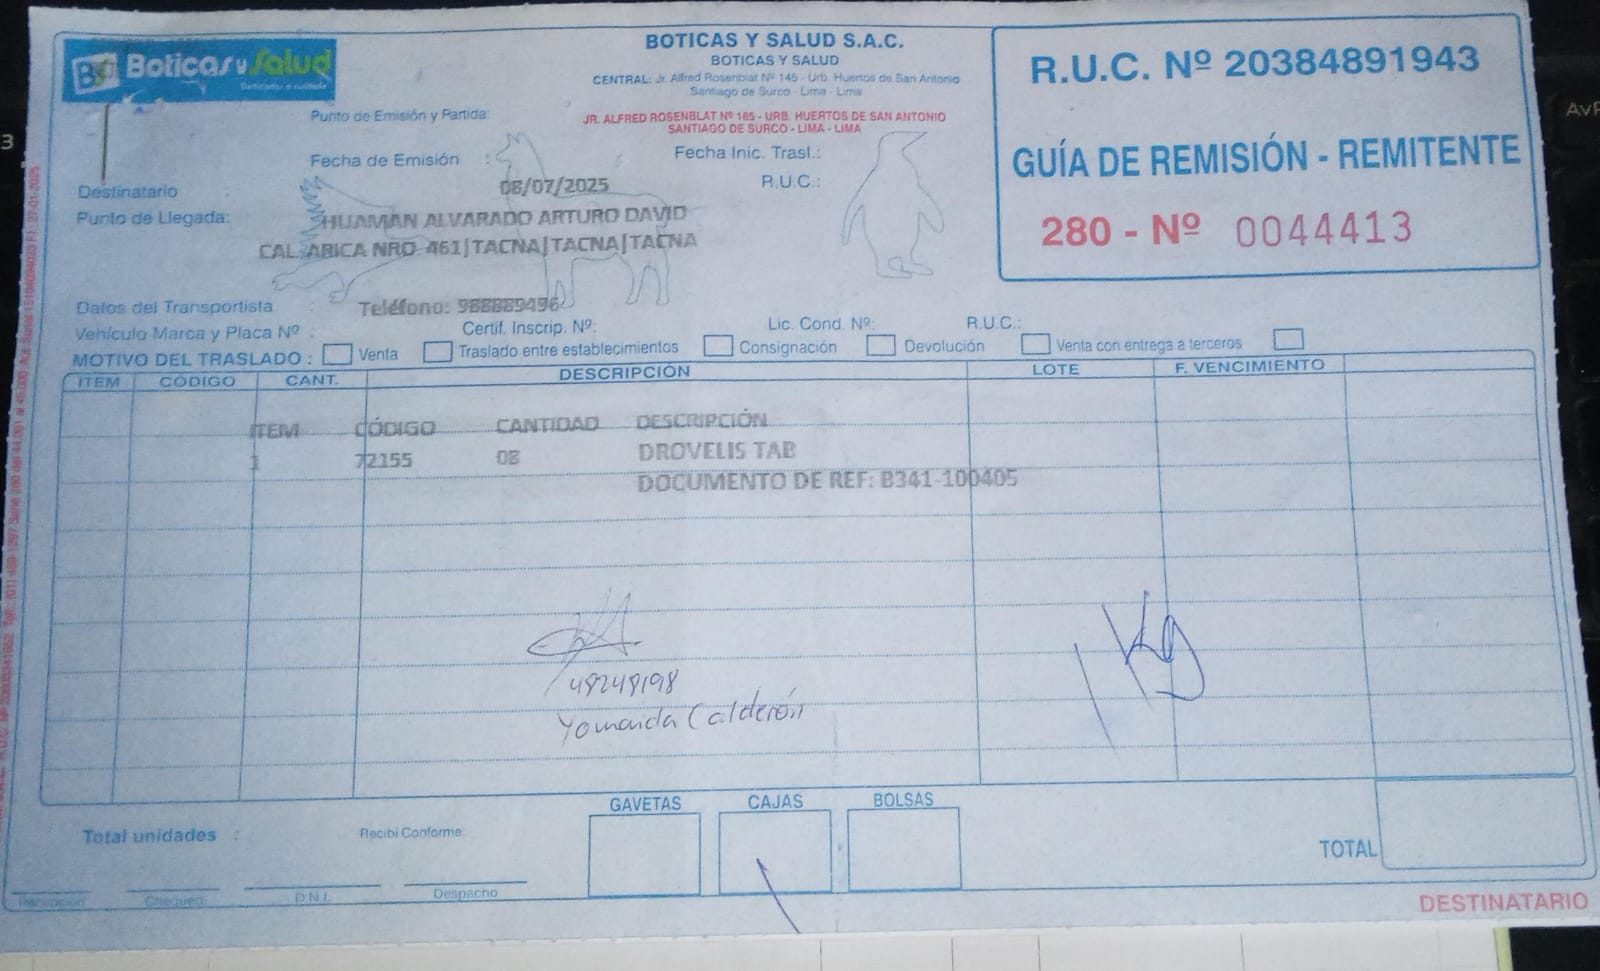 Boticas y Salud
BOTICAS Y SALUD S.A.C.
BOTICAS Y SALUD
CENTRAL: Jr. Alfred Rosenblat Nº 145 - Urb. Huertos de San Antonio
Santiago de Surco - Lima - Lima
R.U.C. Nº 20384891943
GUÍA DE REMISIÓN - REMITENTE
280 - Nº 0044413
Punto de Emisión y Partida:
JR. ALFRED ROSENBLAT Nº 165 - URB. HUERTOS DE SAN ANTONIO
SANTIAGO DE SURCO - LIMA - LIMA
Fecha de Emisión :
Fecha Inic. Trasl.:
Destinatario :
08/07/2025
R.U.C.:
Punto de Llegada:
HUAMAN ALVARADO ARTURO DAVID
CAL ARICA NRO 461|TACNA|TACNA|TACNA
Datos del Transportista :
Teléfono:
Vehículo Marca y Placa Nº :
Certif. Inscrip. Nº:
Lic. Cond. Nº:
R.U.C.:
MOTIVO DEL TRASLADO : Venta Traslado entre establecimientos Consignación Devolución Venta con entrega a terceros
ITEM CÓDIGO CANT. DESCRIPCIÓN LOTE F. VENCIMIENTO
ITEM CÓDIGO CANTIDAD DESCRIPCIÓN
1 72155 DROVELIS TAB
DOCUMENTO DE REF: B341-100405
1 Kg
48248198
Calderón
GAVETAS CAJAS BOLSAS
Total unidades :
Recibí Conforme:
TOTAL
Recepción Chequeo D.N.I. Despacho
DESTINATARIO